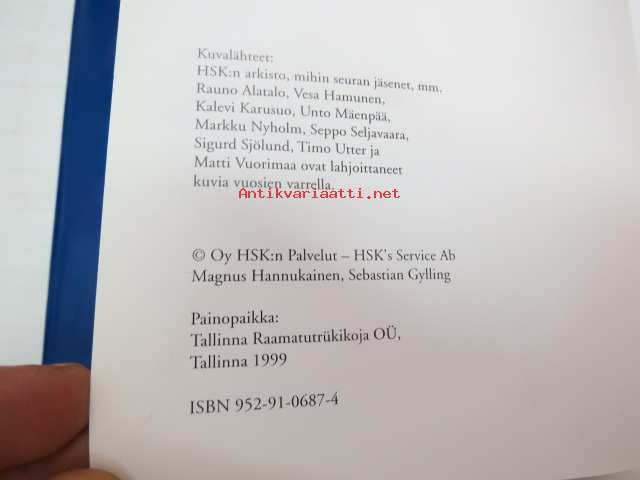 Kuvalähteet:
HSK:n arkisto, mihin seuran jäsenet, mm.
Rauno Alatalo, Vesa Hamunen,
Kalevi Karusuo, Unto Mäenpää,
Markku Nyholm, Seppo Seljavaara,
Sigurd Sjölund, Timo Utter ja
Matti Vuorimaa ovat lahjoittaneet
kuvia vuosien varrella.
Antikvariaatti.net
© Oy HSK:n Palvelut – HSK's Service Ab
Magnus Hannukainen, Sebastian Gylling
Painopaikka:
Tallinna Raamatutrükikoja OÜ,
Tallinna 1999
ISBN 952-91-0687-4
Antikvariaatti.net